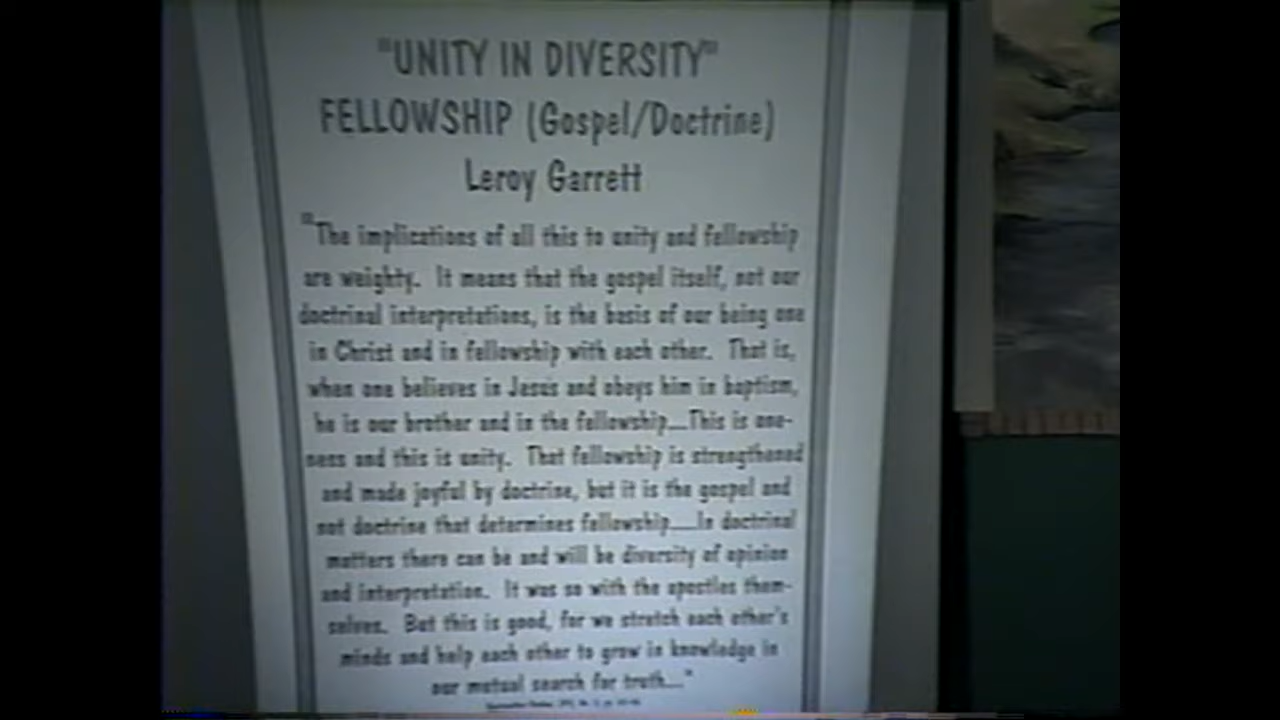 "UNITY IN DIVERSITY"
FELLOWSHIP (Gospel/Doctrine)
Leroy Garrett
"The implications of all this to unity and fellowship
are weighty. It means that the gospel itself, not our
doctrinal interpretations, is the basis of our being one
in Christ and in fellowship with each other. That is,
when one believes in Jesus and obeys him in baptism,
he is our brother and in the fellowship....This is one-
ness and this is unity. That fellowship is strengthened
and made joyful by doctrine, but it is the gospel and
not doctrine that determines fellowship....In doctrinal
matters there can be and will be diversity of opinion
and interpretation. It was so with the apostles them-
selves. But this is good, for we stretch each other's
minds and help each other to grow in knowledge in
our mutual search for truth..."